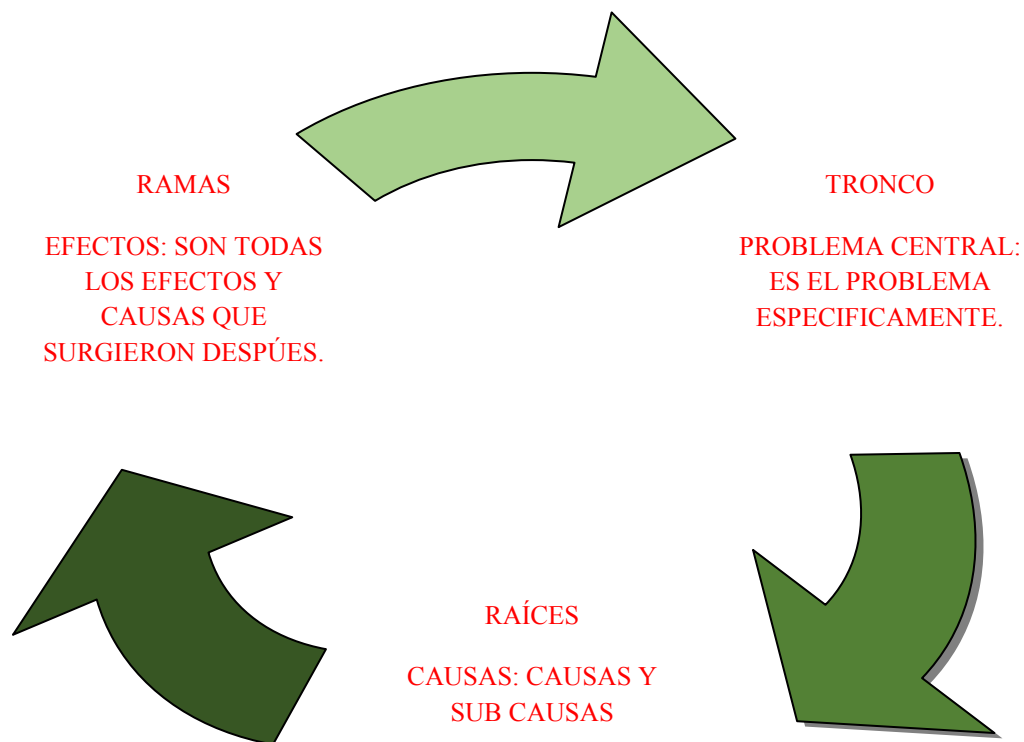 RAMAS
EFECTOS: SON TODAS
LOS EFECTOS Y
CAUSAS QUE
SURGIERON DESPÚES.
TRONCO
PROBLEMA CENTRAL:
ES EL PROBLEMA
ESPECIFICAMENTE.
RAÍCES
CAUSAS: CAUSAS Y
SUB CAUSAS